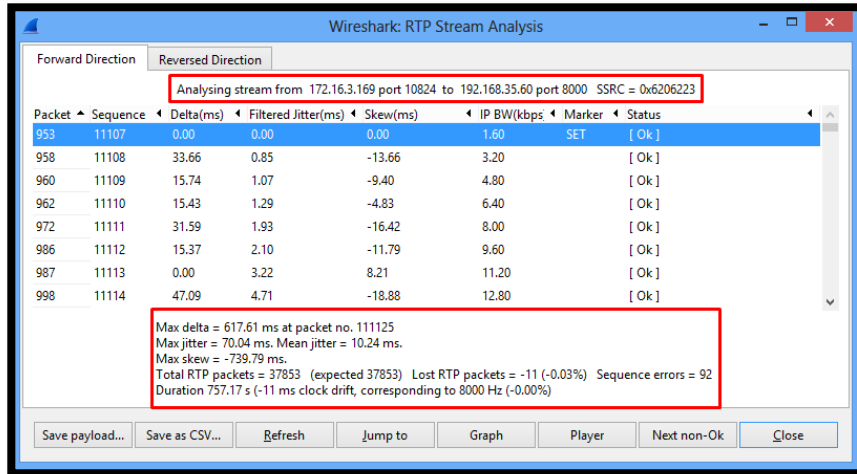 Wireshark: RTP Stream Analysis
Forward Direction Reversed Direction
Analysing stream from 172.16.3.169 port 10824 to 192.168.35.60 port 8000 SSRC = 0x6206223
Packet Sequence Delta(ms) Filtered Jitter(ms) Skew(ms) IP BW(kbps) Marker Status
953 11107 0.00 0.00 0.00 1.60 SET [ Ok ]
958 11108 33.66 0.85 -13.66 3.20 [ Ok ]
960 11109 15.74 1.07 -9.40 4.80 [ Ok ]
962 11110 15.43 1.29 -4.83 6.40 [ Ok ]
972 11111 31.59 1.93 -16.42 8.00 [ Ok ]
986 11112 15.37 2.10 -11.79 9.60 [ Ok ]
987 11113 0.00 3.22 8.21 11.20 [ Ok ]
998 11114 47.09 4.71 -18.88 12.80 [ Ok ]
Max delta = 617.61 ms at packet no. 111125
Max jitter = 70.04 ms. Mean jitter = 10.24 ms.
Max skew = -739.79 ms.
Total RTP packets = 37853 (expected 37853) Lost RTP packets = -11 (-0.03%) Sequence errors = 92
Duration 757.17 s (-11 ms clock drift, corresponding to 8000 Hz (-0.00%)
Save payload... Save as CSV... Refresh Jump to Graph Player Next non-Ok Close